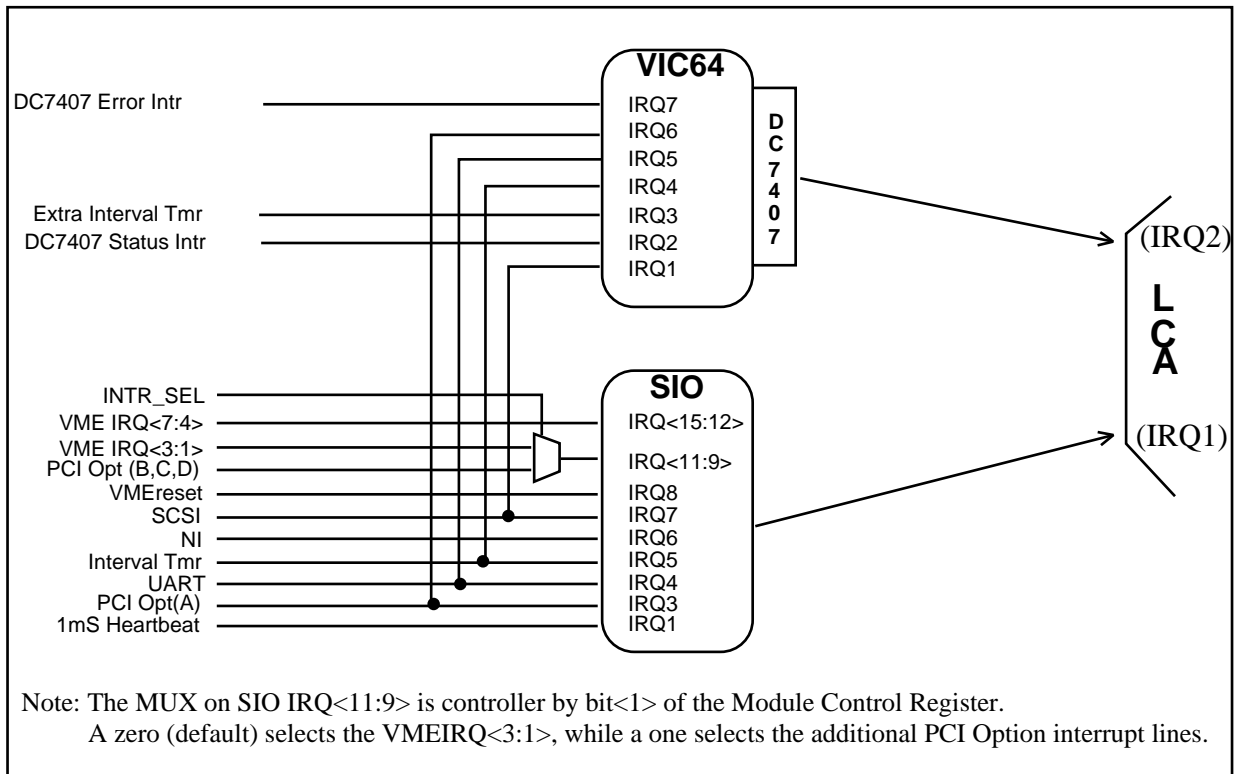 VIC64
DC7407 Error Intr
IRQ7
IRQ6
IRQ5
IRQ4
Extra Interval Tmr
IRQ3
DC7407 Status Intr
IRQ2
IRQ1
DC7407
(IRQ2)
LCA
(IRQ1)
SIO
INTR_SEL
VME IRQ<7:4>
IRQ<15:12>
VME IRQ<3:1>
PCI Opt (B,C,D)
IRQ<11:9>
VMEreset
IRQ8
SCSI
IRQ7
NI
IRQ6
Interval Tmr
IRQ5
UART
IRQ4
PCI Opt(A)
IRQ3
1mS Heartbeat
IRQ1
Note: The MUX on SIO IRQ<11:9> is controller by bit<1> of the Module Control Register.
A zero (default) selects the VMEIRQ<3:1>, while a one selects the additional PCI Option interrupt lines.